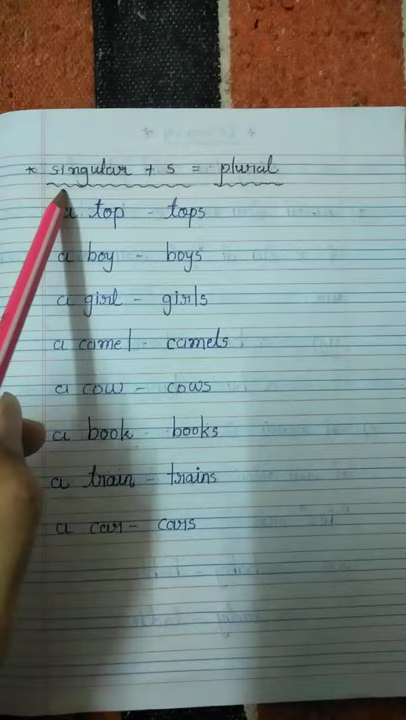 * singular + s = plural
a top - tops
a boy - boys
a girl - girls
a camel - camels
a cow - cows
a book - books
a train - trains
a car - cars